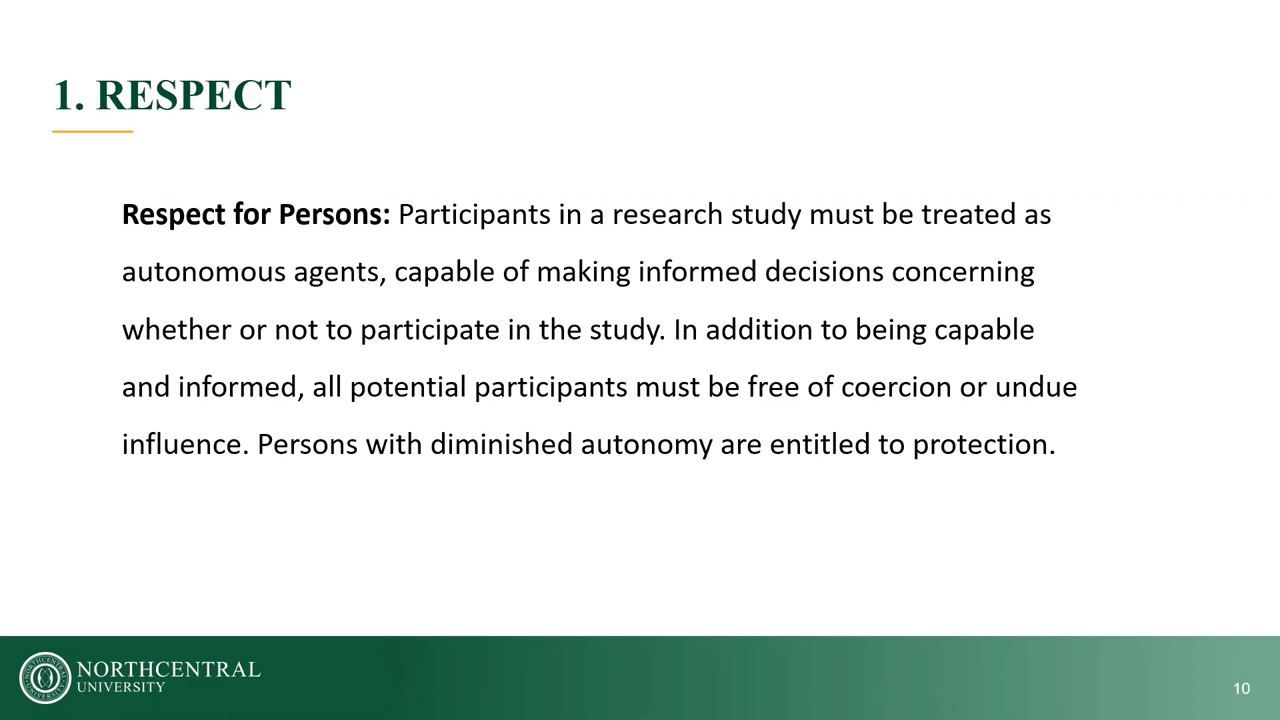 1. RESPECT
Respect for Persons: Participants in a research study must be treated as
autonomous agents, capable of making informed decisions concerning
whether or not to participate in the study. In addition to being capable
and informed, all potential participants must be free of coercion or undue
influence. Persons with diminished autonomy are entitled to protection.
NORTHCENTRAL
UNIVERSITY
10